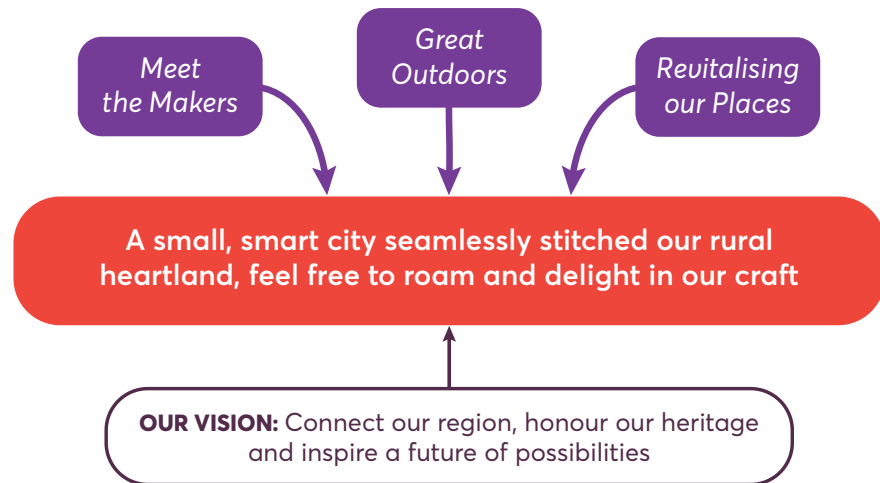 Meet
the Makers
Great
Outdoors
Revitalising
our Places
A small, smart city seamlessly stitched our rural
heartland, feel free to roam and delight in our craft
OUR VISION: Connect our region, honour our heritage
and inspire a future of possibilities